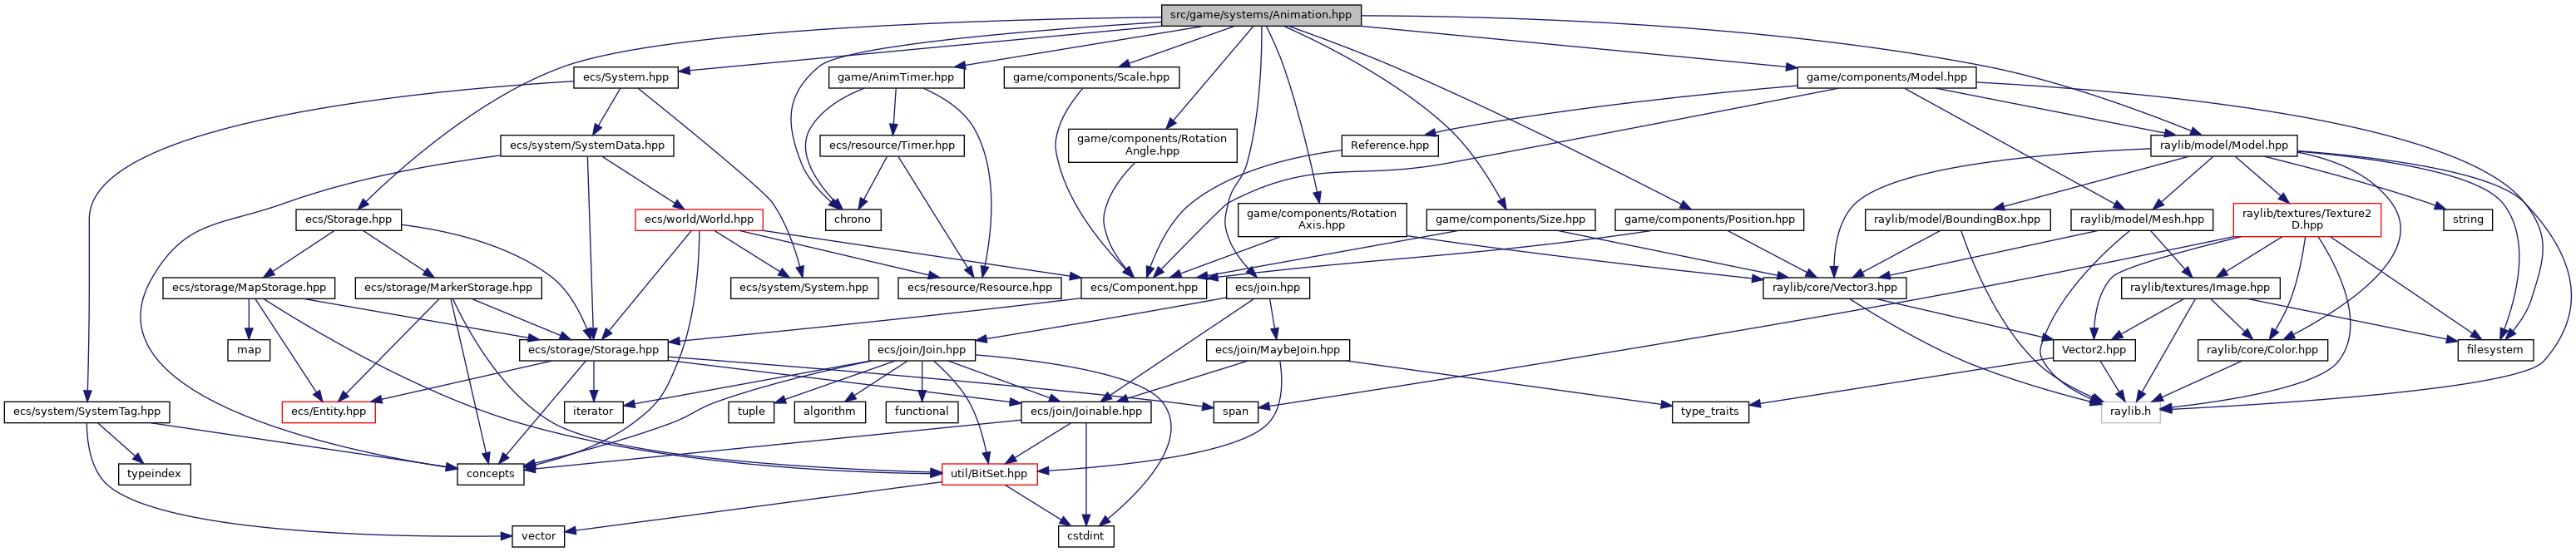 src/game/systems/Animation.hpp
ecs/System.hpp
game/AnimTimer.hpp
game/components/Scale.hpp
game/components/Model.hpp
ecs/system/SystemData.hpp
ecs/resource/Timer.hpp
game/components/Rotation
Angle.hpp
Reference.hpp
raylib/model/Model.hpp
ecs/Storage.hpp
ecs/world/World.hpp
chrono
game/components/Rotation
Axis.hpp
game/components/Size.hpp
game/components/Position.hpp
raylib/model/BoundingBox.hpp
raylib/model/Mesh.hpp
raylib/textures/Texture2
D.hpp
string
ecs/storage/MapStorage.hpp
ecs/storage/MarkerStorage.hpp
ecs/system/System.hpp
ecs/resource/Resource.hpp
ecs/Component.hpp
ecs/join.hpp
raylib/core/Vector3.hpp
raylib/textures/Image.hpp
map
ecs/storage/Storage.hpp
ecs/join/Join.hpp
ecs/join/MaybeJoin.hpp
Vector2.hpp
raylib/core/Color.hpp
filesystem
ecs/system/SystemTag.hpp
ecs/Entity.hpp
iterator
tuple
algorithm
functional
ecs/join/Joinable.hpp
span
type_traits
raylib.h
typeindex
concepts
util/BitSet.hpp
vector
cstdint